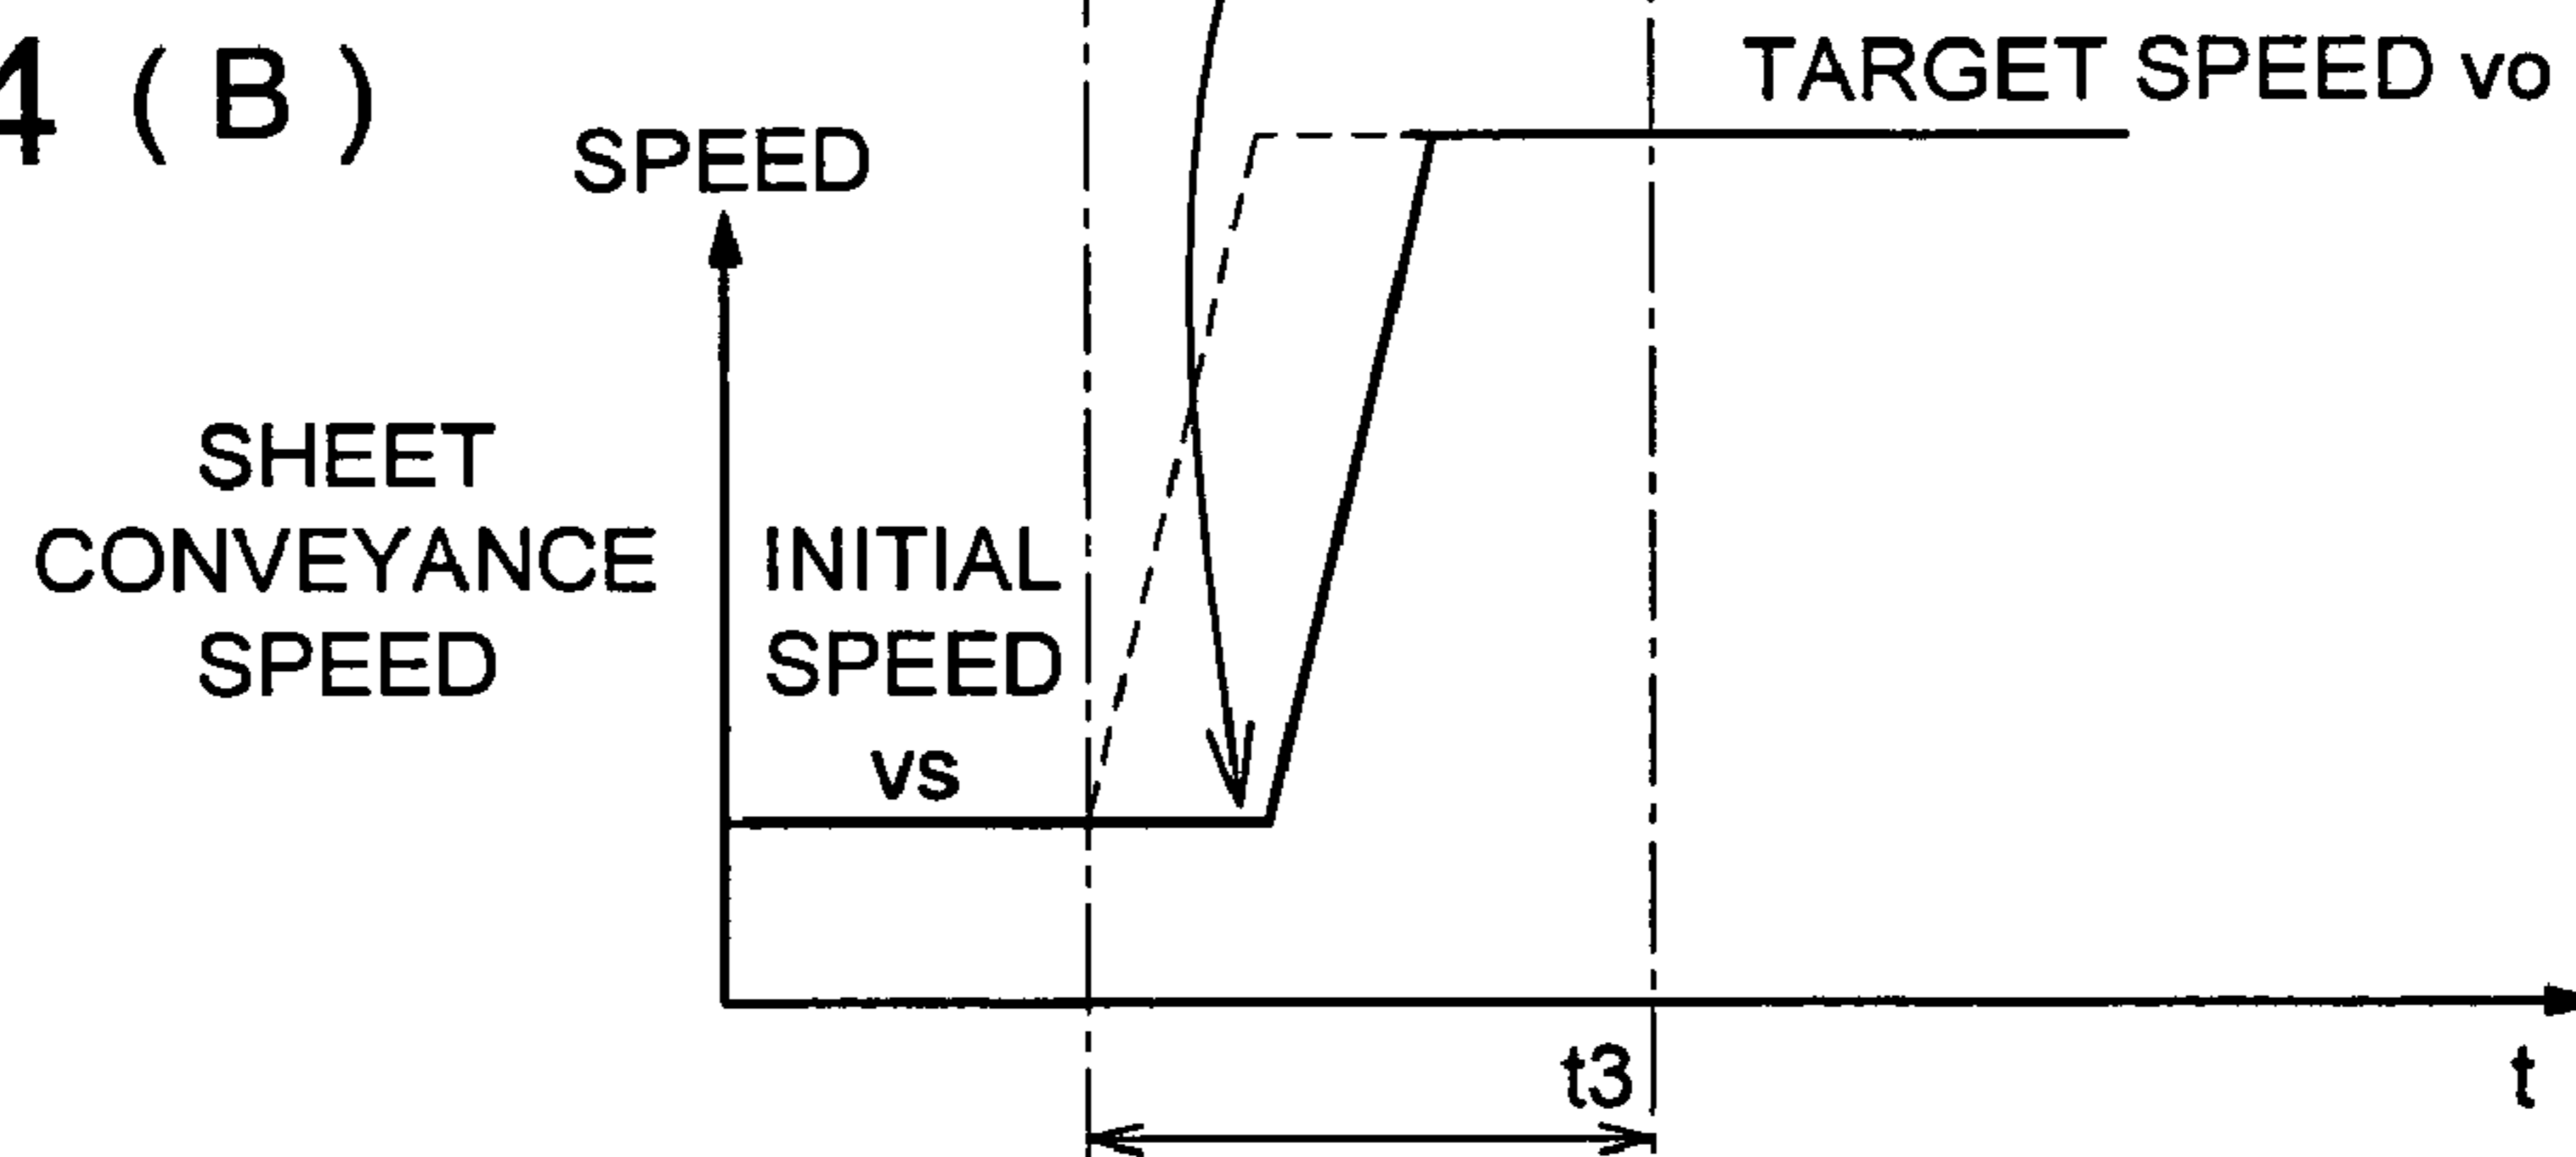 4 ( B )
TARGET SPEED vo
SPEED
SHEET
CONVEYANCE
SPEED
INITIAL
SPEED
vs
t3
t